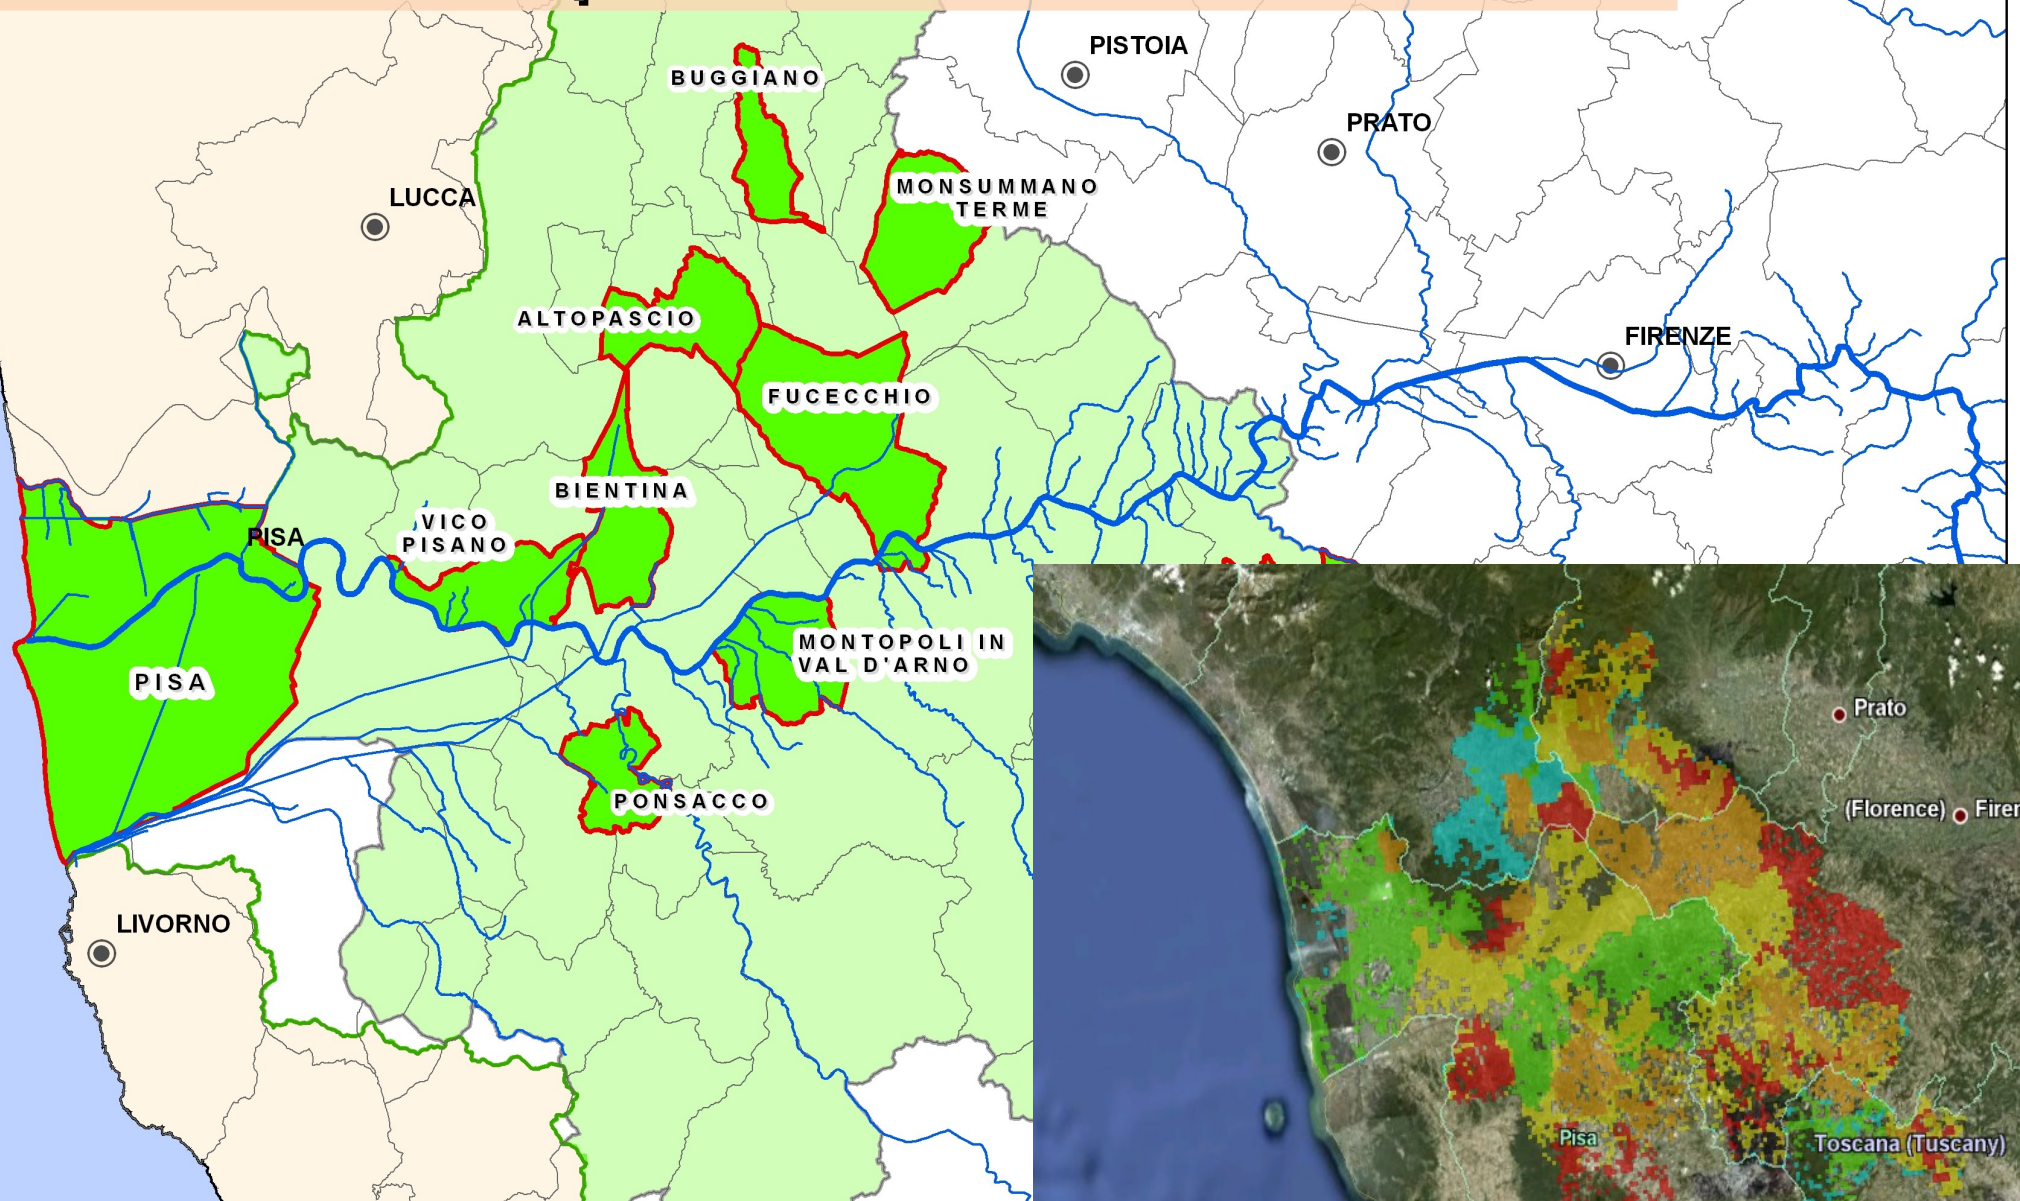 PISTOIA
BUGGIANO
PRATO
MONSUMMANO
TERME
LUCCA
ALTOPASCIO
FIRENZE
FUCECCHIO
BIENTINA
VICO
PISANO
PISA
MONTOPOLI IN
VAL D'ARNO
PISA
PONSACCO
LIVORNO
Prato
(Florence) Firer
Pisa
Toscana (Tuscany)